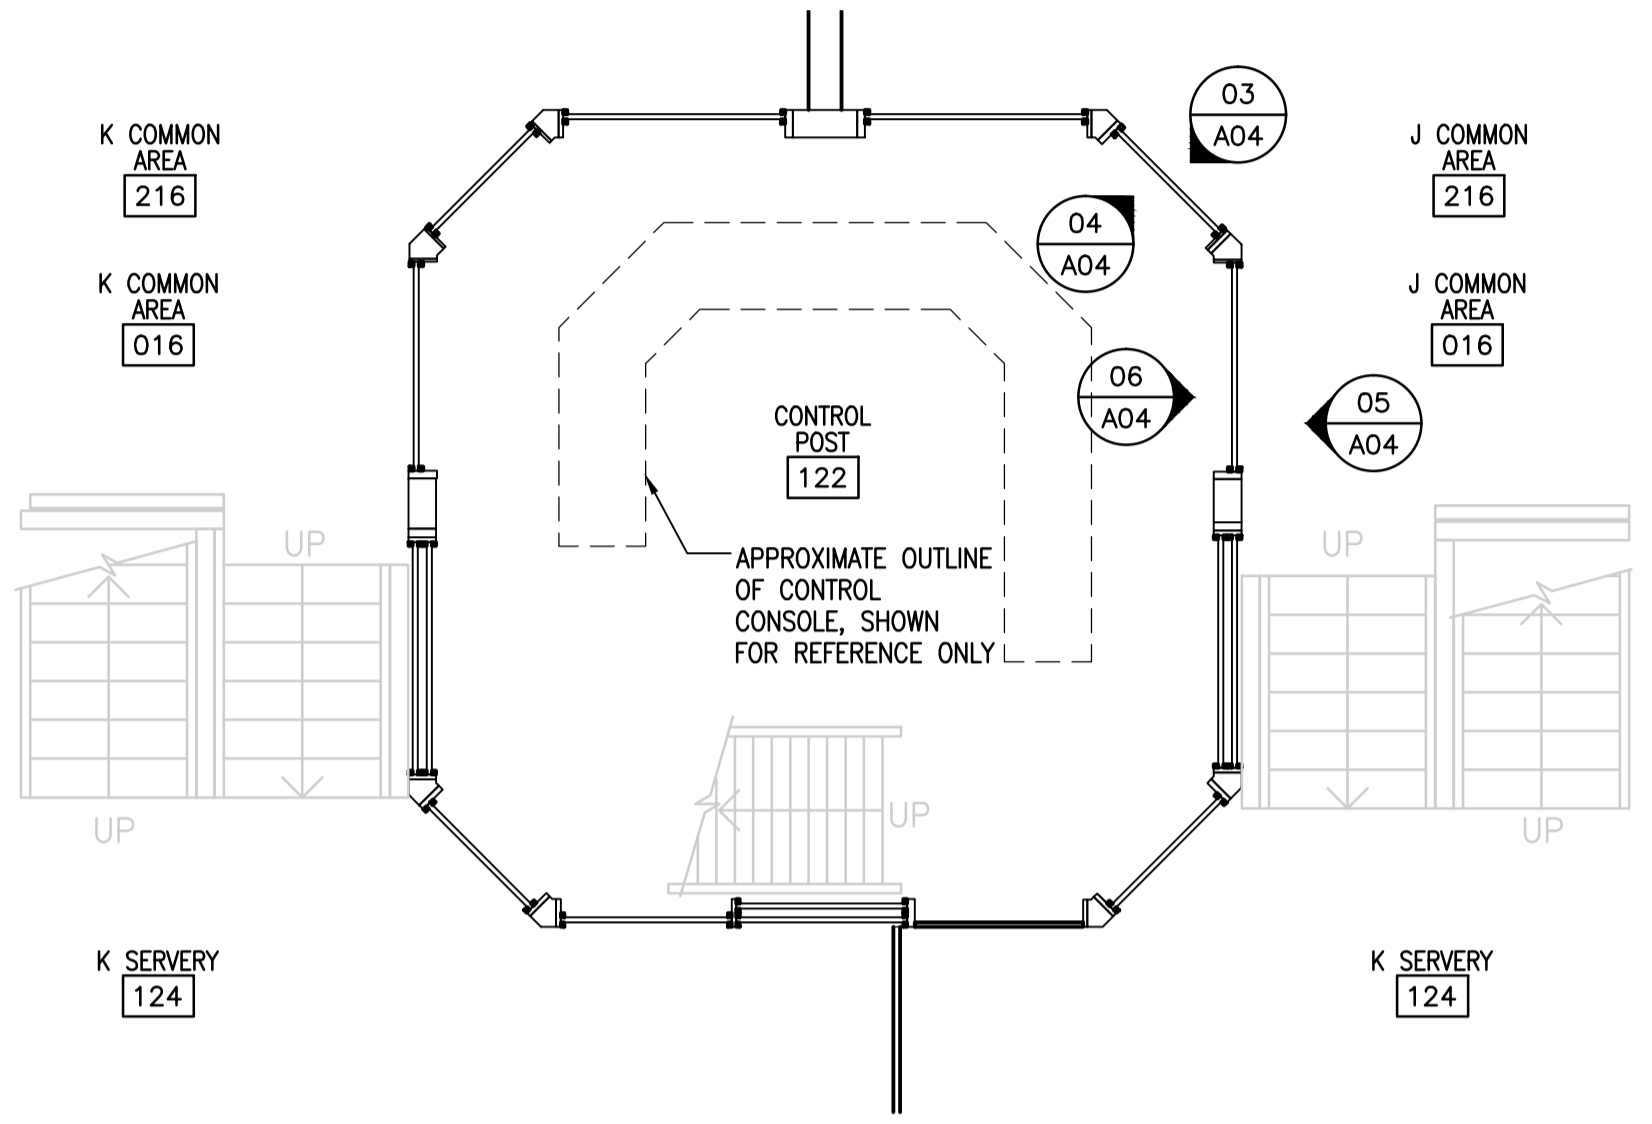 03
A04
K COMMON
AREA
216
J COMMON
AREA
216
04
A04
K COMMON
AREA
016
J COMMON
AREA
016
06
A04
05
A04
CONTROL
POST
122
UP
UP
APPROXIMATE OUTLINE
OF CONTROL
CONSOLE, SHOWN
FOR REFERENCE ONLY
UP
UP
UP
K SERVERY
124
K SERVERY
124